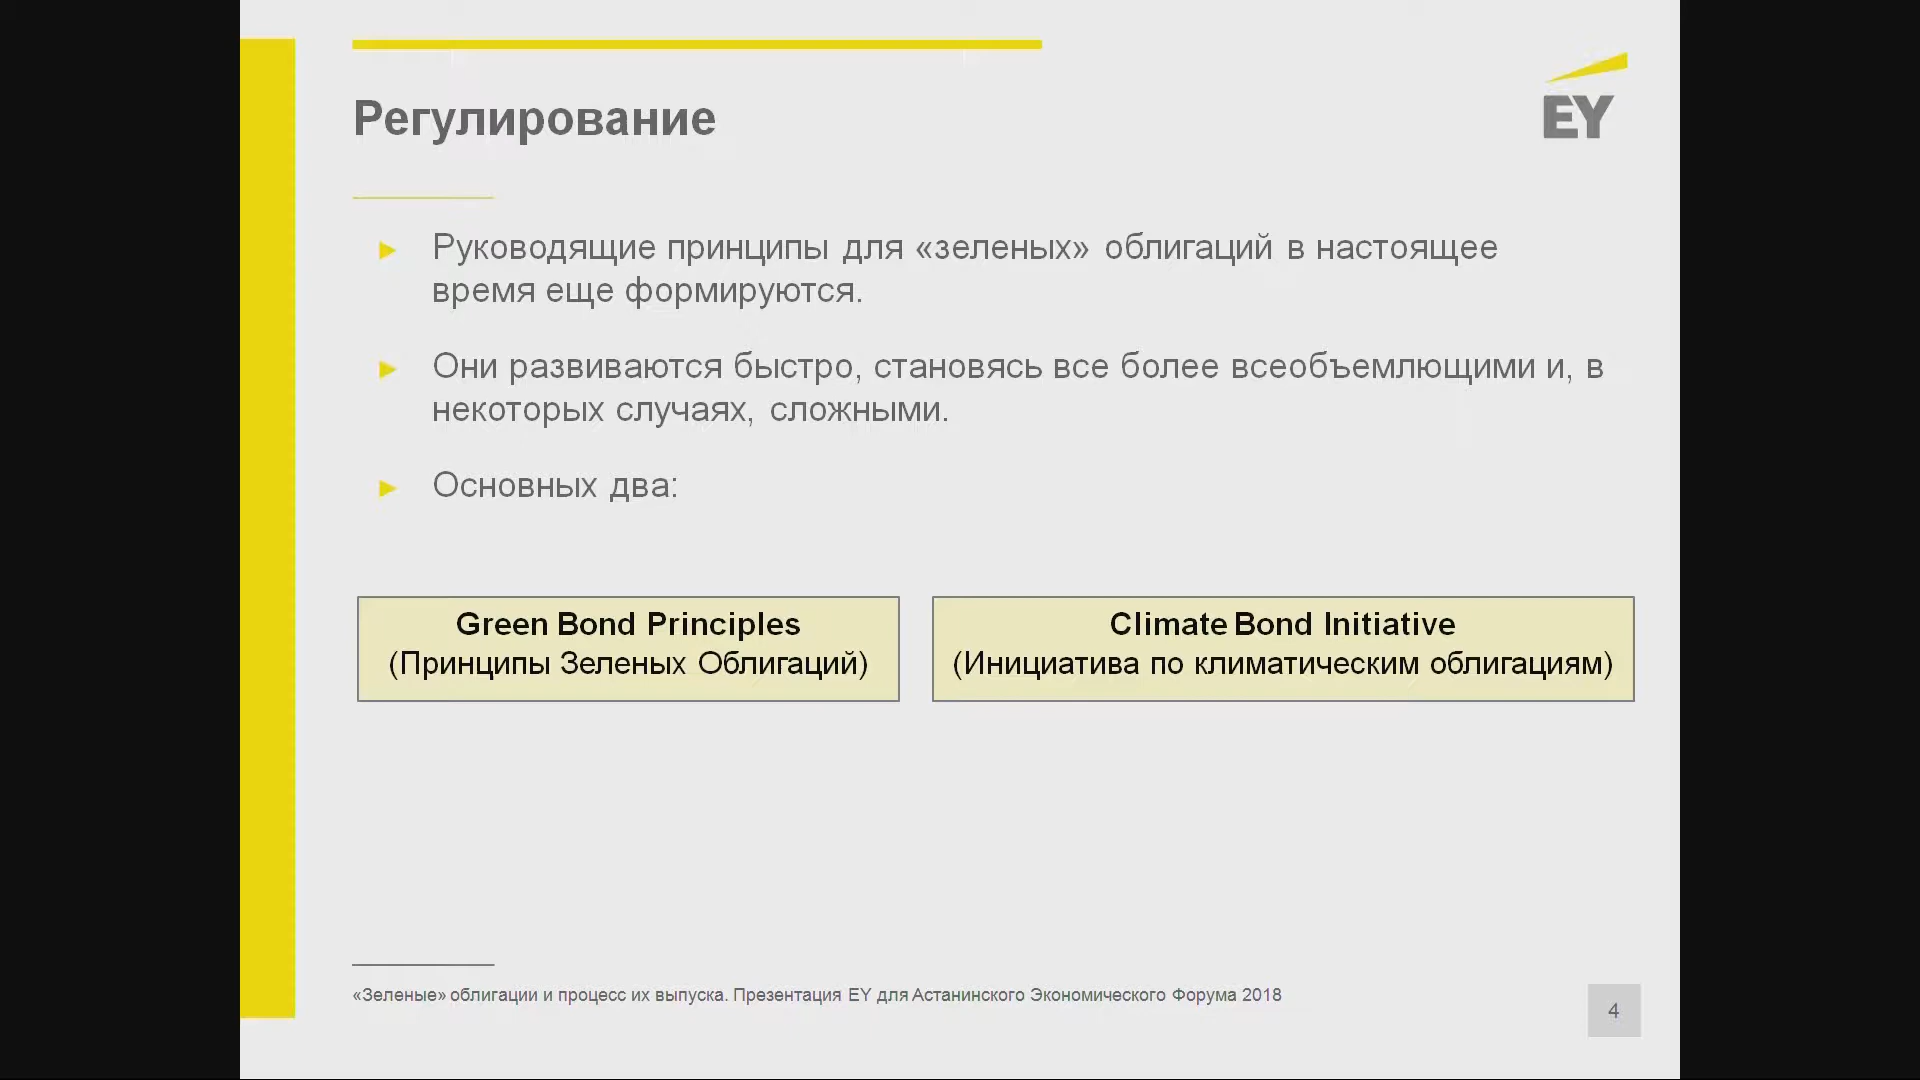 Регулирование
EY
Руководящие принципы для «зеленых» облигаций в настоящее
время еще формируются.
Они развиваются быстро, становясь все более всеобъемлющими и, в
некоторых случаях, сложными.
Основных два:
Green Bond Principles
(Принципы Зеленых Облигаций)
Climate Bond Initiative
(Инициатива по климатическим облигациям)
«Зеленые» облигации и процесс их выпуска. Презентация EY для Астанинского Экономического Форума 2018
4